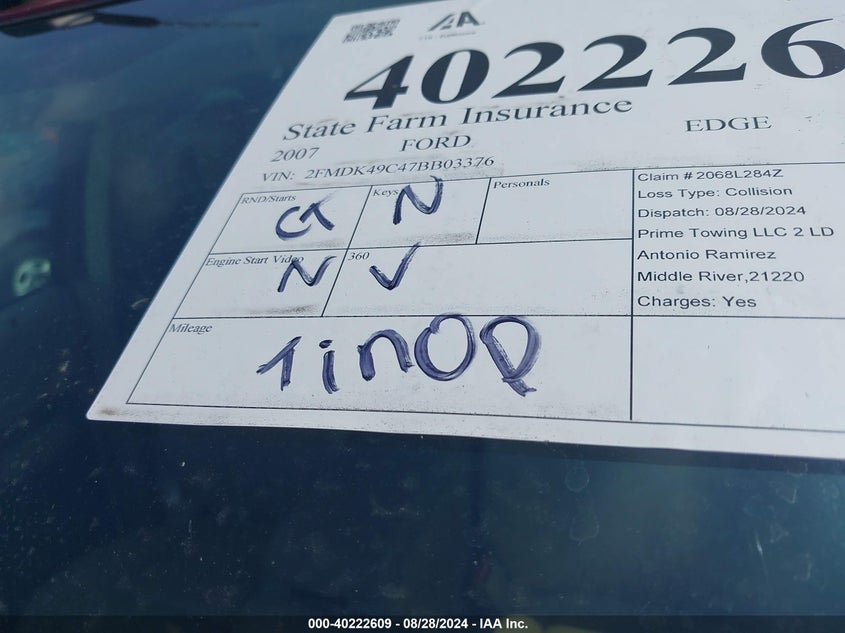 IAA
402226
State Farm Insurance
2007 FORD EDGE
VIN: 2FMDK49C47BB03376
RND/Starts
Keys N
Personals
Engine Start Video N
360 V
Mileage
1inOP
Claim # 2068L284Z
Loss Type: Collision
Dispatch: 08/28/2024
Prime Towing LLC 2 LD
Antonio Ramirez
Middle River,21220
Charges: Yes
000-40222609 - 08/28/2024 - IAA Inc.